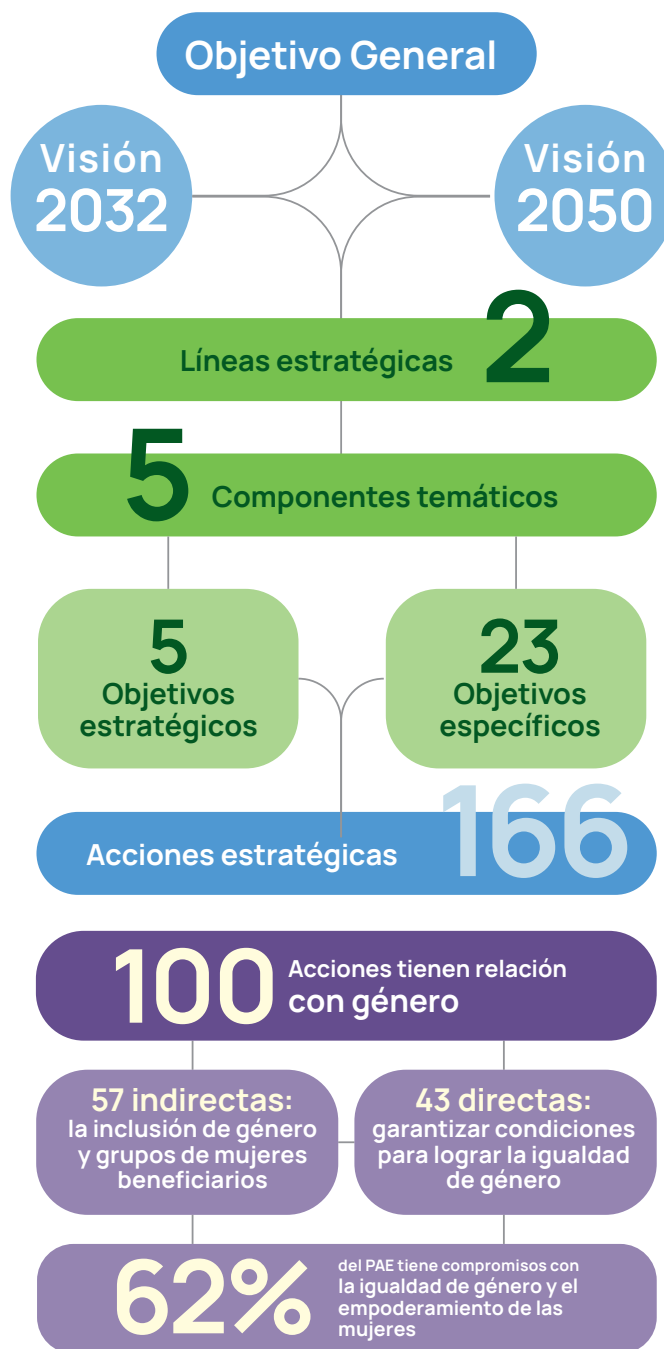 Objetivo General
Visión
2032
Visión
2050
Líneas estratégicas 2
5 Componentes temáticos
5
Objetivos
estratégicos
23
Objetivos
específicos
Acciones estratégicas 166
100 Acciones tienen relación
con género
57 indirectas:
la inclusión de género
y grupos de mujeres
beneficiarios
43 directas:
garantizar condiciones
para lograr la igualdad
de género
62% del PAE tiene compromisos con
la igualdad de género y el
empoderamiento de las
mujeres